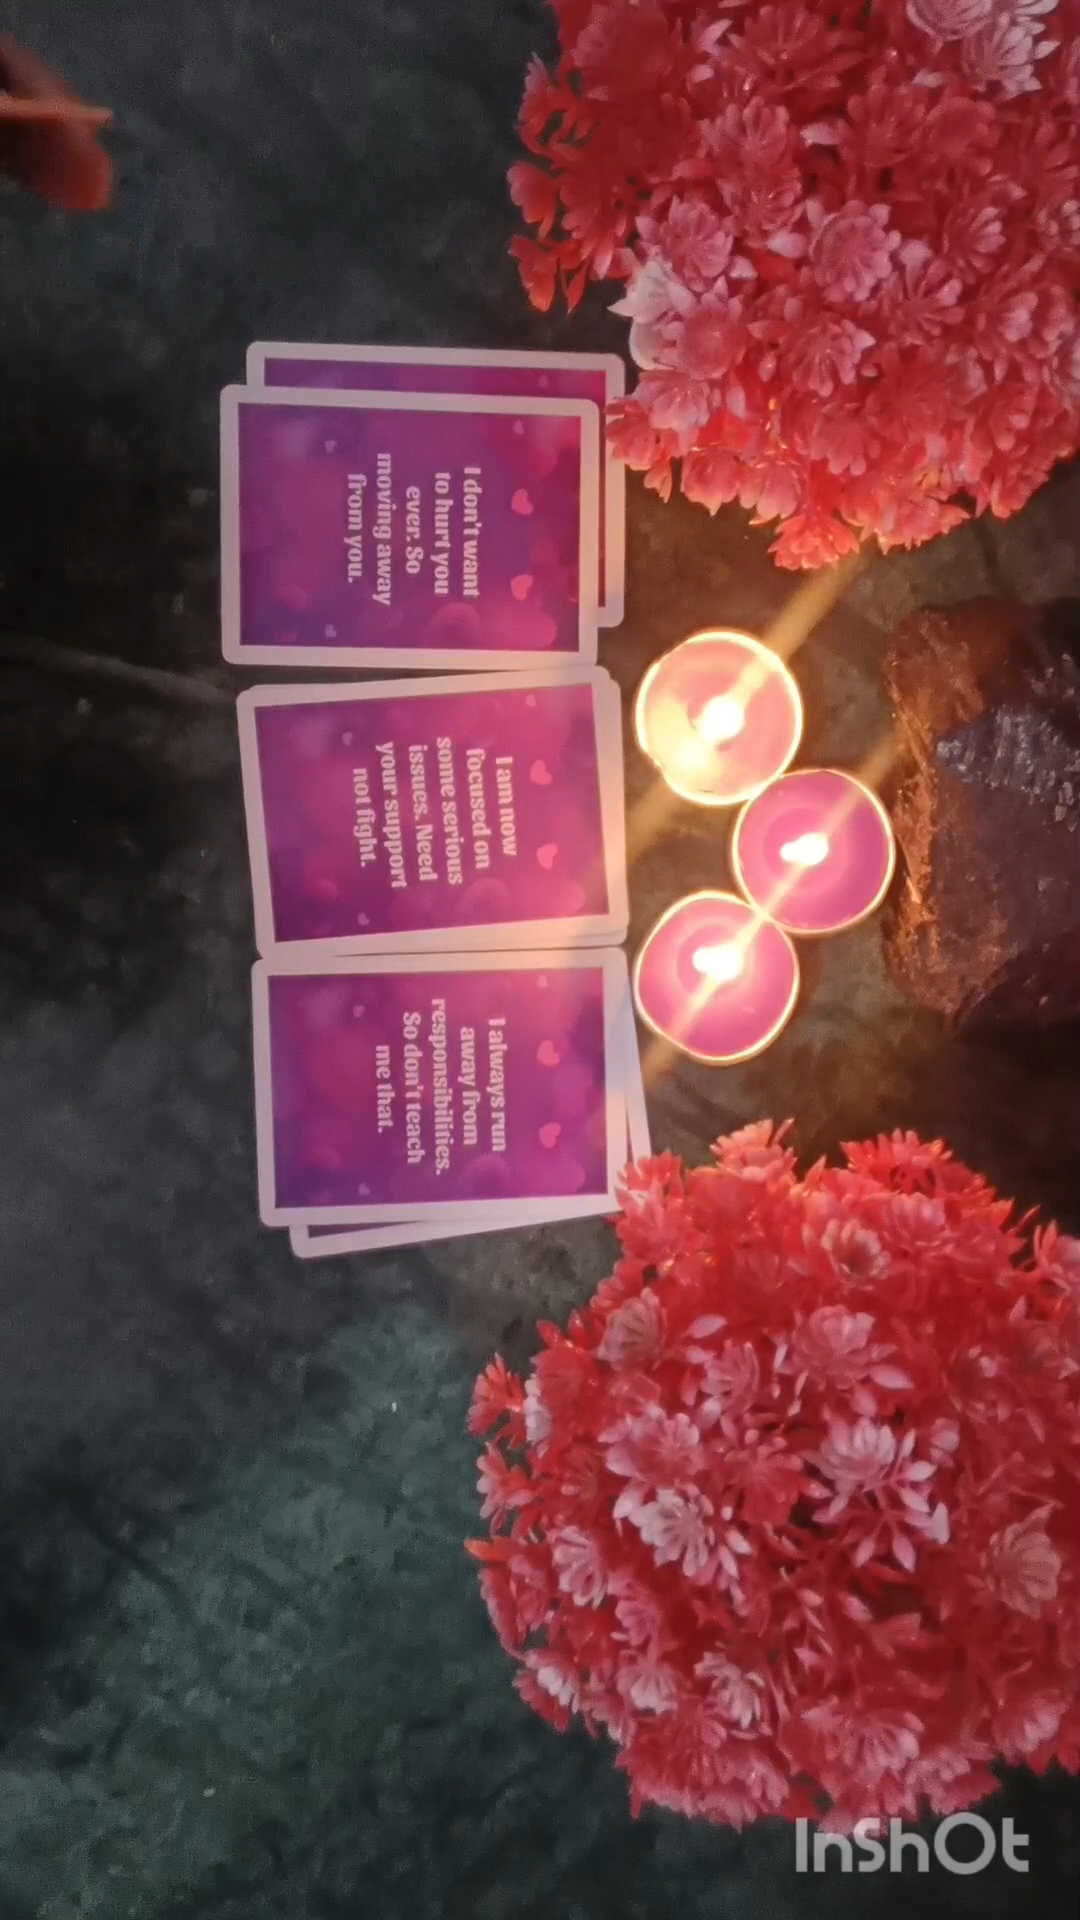 I don't want
to hurt you
ever. So
moving away
from you.
I am now
focused on
some serious
issues. Need
your support
not fight.
I always run
away from
responsibilities.
So don't teach
me that.
InShOt